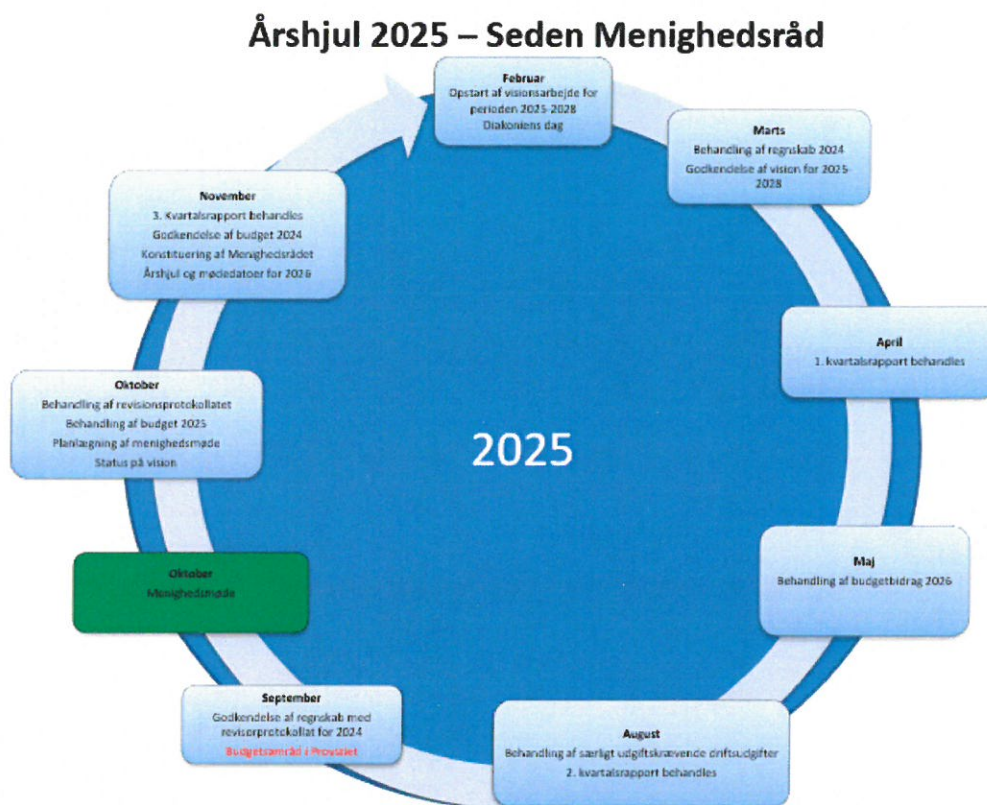 Årshjul 2025 – Seden Menighedsråd
Februar
Opstart af visionsarbejde for
perioden 2025-2028
Diakoniens dag
Marts
Behandling af regnskab 2024
Godkendelse af vision for 2025-
2028
April
1. kvartalsrapport behandles
Maj
Behandling af budgetbidrag 2026
August
Behandling af særligt udgiftskrævende driftsudgifter
2. kvartalsrapport behandles
September
Godkendelse af regnskab med
revisorprotokollat for 2024
Budgetsamråd i Provstiet
Oktober
Menighedsmøde
Oktober
Behandling af revisionsprotokollatet
Behandling af budget 2025
Planlægning af menighedsmøde
Status på vision
November
3. Kvartalsrapport behandles
Godkendelse af budget 2024
Konstituering af Menighedsrådet
Årshjul og mødedatoer for 2026
2025